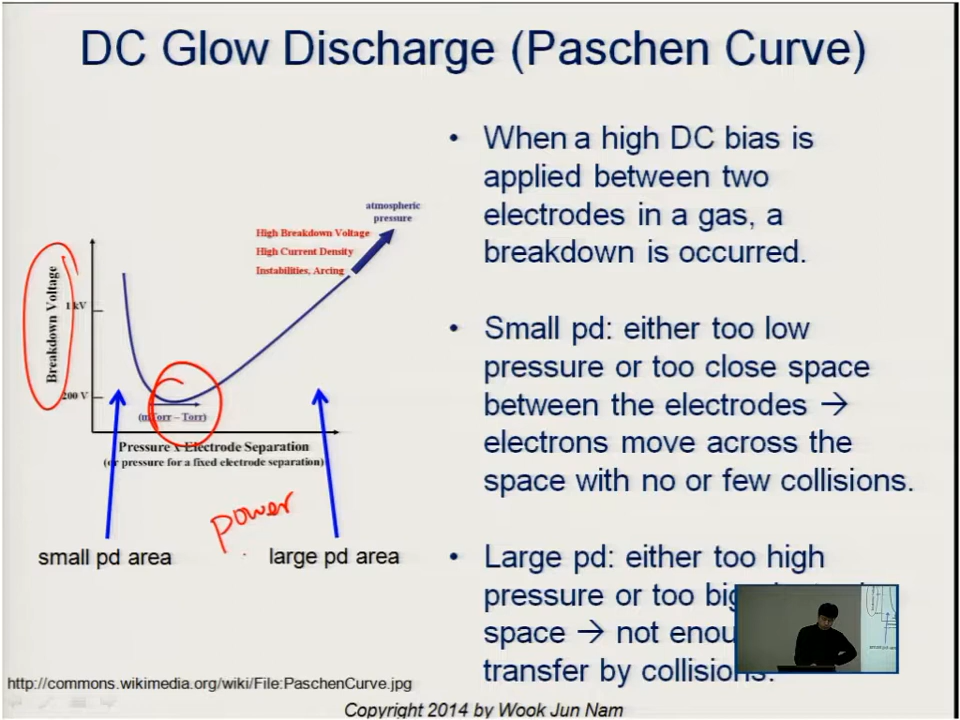 DC Glow Discharge (Paschen Curve)
atmospheric
pressure
High Breakdown Voltage
High Current Density
Instabilities, Arcing
Breakdown Voltage
1 kV
200 V
(mTorr – Torr)
Pressure x Electrode Separation
(or pressure for a fixed electrode separation)
power
small pd area
large pd area
• When a high DC bias is
applied between two
electrodes in a gas, a
breakdown is occurred.
• Small pd: either too low
pressure or too close space
between the electrodes →
electrons move across the
space with no or few collisions.
• Large pd: either too high
pressure or too big
space → not
transfer by collisions.
http://commons.wikimedia.org/wiki/File:PaschenCurve.jpg
Copyright 2014 by Wook Jun Nam